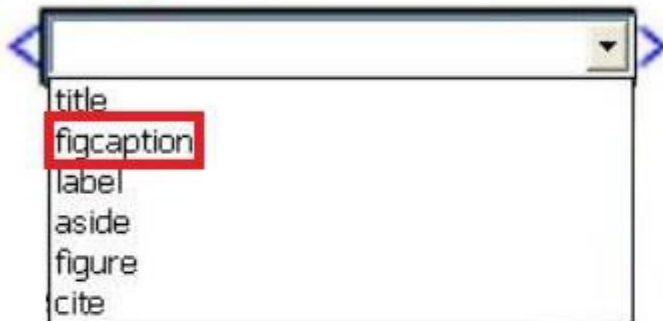 < >
title
figcaption
label
aside
figure
cite